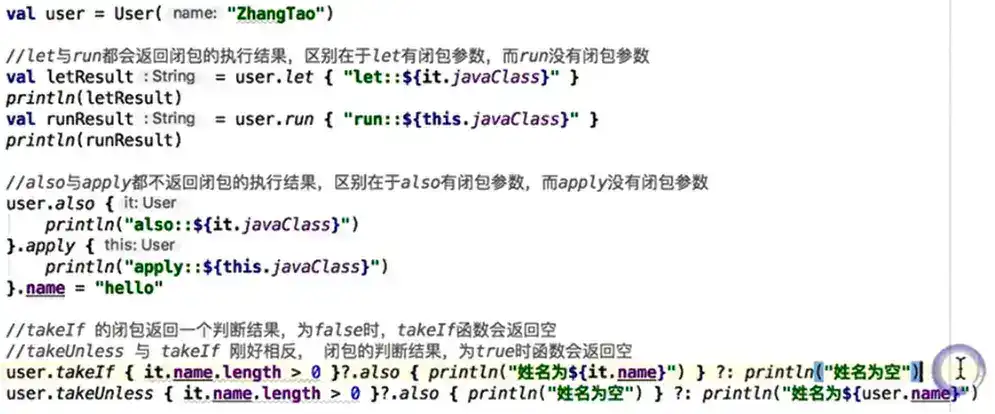 val user = User( name: "ZhangTao")
//let与run都会返回闭包的执行结果，区别在于let有闭包参数，而run没有闭包参数
val letResult :String = user.let { "let::${it.javaClass}" }
println(letResult)
val runResult :String = user.run { "run::${this.javaClass}" }
println(runResult)
//also与apply都不返回闭包的执行结果，区别在于also有闭包参数，而apply没有闭包参数
user.also { it: User
println("also::${it.javaClass}")
}.apply { this: User
println("apply::${this.javaClass}")
}.name = "hello"
//takeIf 的闭包返回一个判断结果，为false时，takeIf函数会返回空
//takeUnless 与 takeIf 刚好相反， 闭包的判断结果，为true时函数会返回空
user.takeIf { it.name.length > 0 }?.also { println("姓名为${it.name}") } ?: println("姓名为空")
user.takeUnless { it.name.length > 0 }?.also { println("姓名为空") } ?: println("姓名为${user.name}")